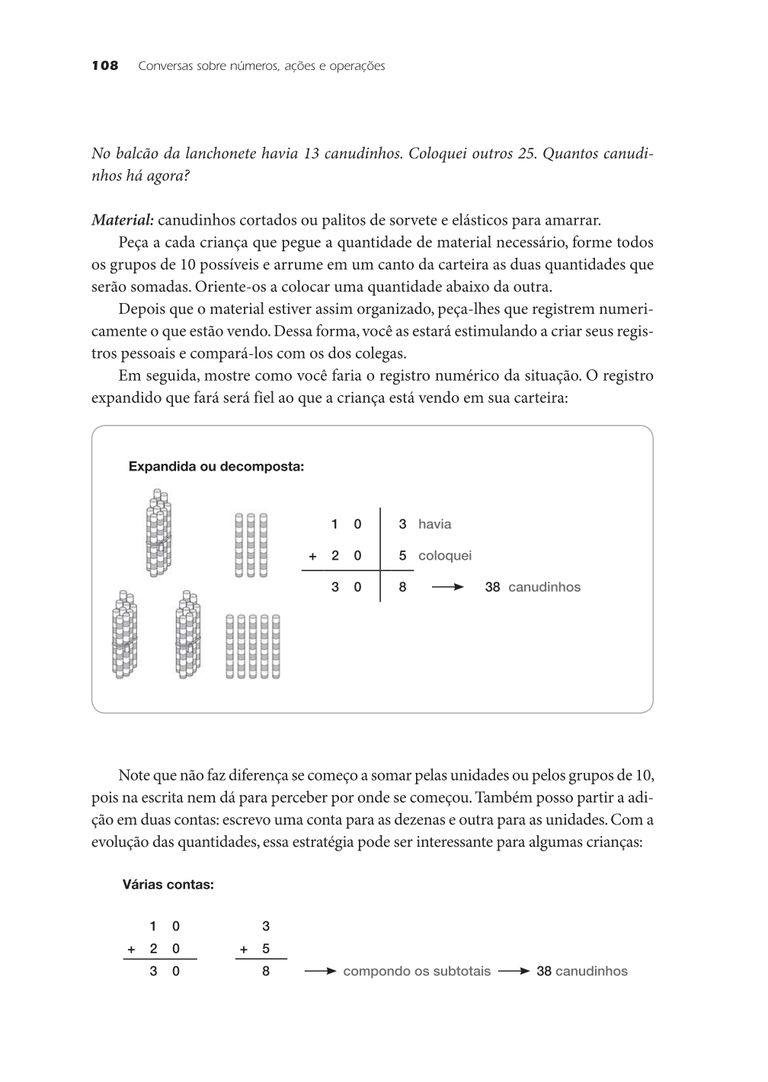 108 Conversas sobre números, ações e operações
No balcão da lanchonete havia 13 canudinhos. Coloquei outros 25. Quantos canudi-
nhos há agora?
Material: canudinhos cortados ou palitos de sorvete e elásticos para amarrar.
Peça a cada criança que pegue a quantidade de material necessário, forme todos
os grupos de 10 possíveis e arrume em um canto da carteira as duas quantidades que
serão somadas. Oriente-os a colocar uma quantidade abaixo da outra.
Depois que o material estiver assim organizado, peça-lhes que registrem numeri-
camente o que estão vendo. Dessa forma, você as estará estimulando a criar seus regis-
tros pessoais e compará-los com os dos colegas.
Em seguida, mostre como você faria o registro numérico da situação. O registro
expandido que fará será fiel ao que a criança está vendo em sua carteira:
Expandida ou decomposta:
1 0 3 havia
+ 2 0 5 coloquei
3 0 8 38 canudinhos
Note que não faz diferença se começo a somar pelas unidades ou pelos grupos de 10,
pois na escrita nem dá para perceber por onde se começou. Também posso partir a adi-
ção em duas contas: escrevo uma conta para as dezenas e outra para as unidades. Com a
evolução das quantidades, essa estratégia pode ser interessante para algumas crianças:
Várias contas:
1 0 3
+ 2 0 + 5
3 0 8 compondo os subtotais 38 canudinhos